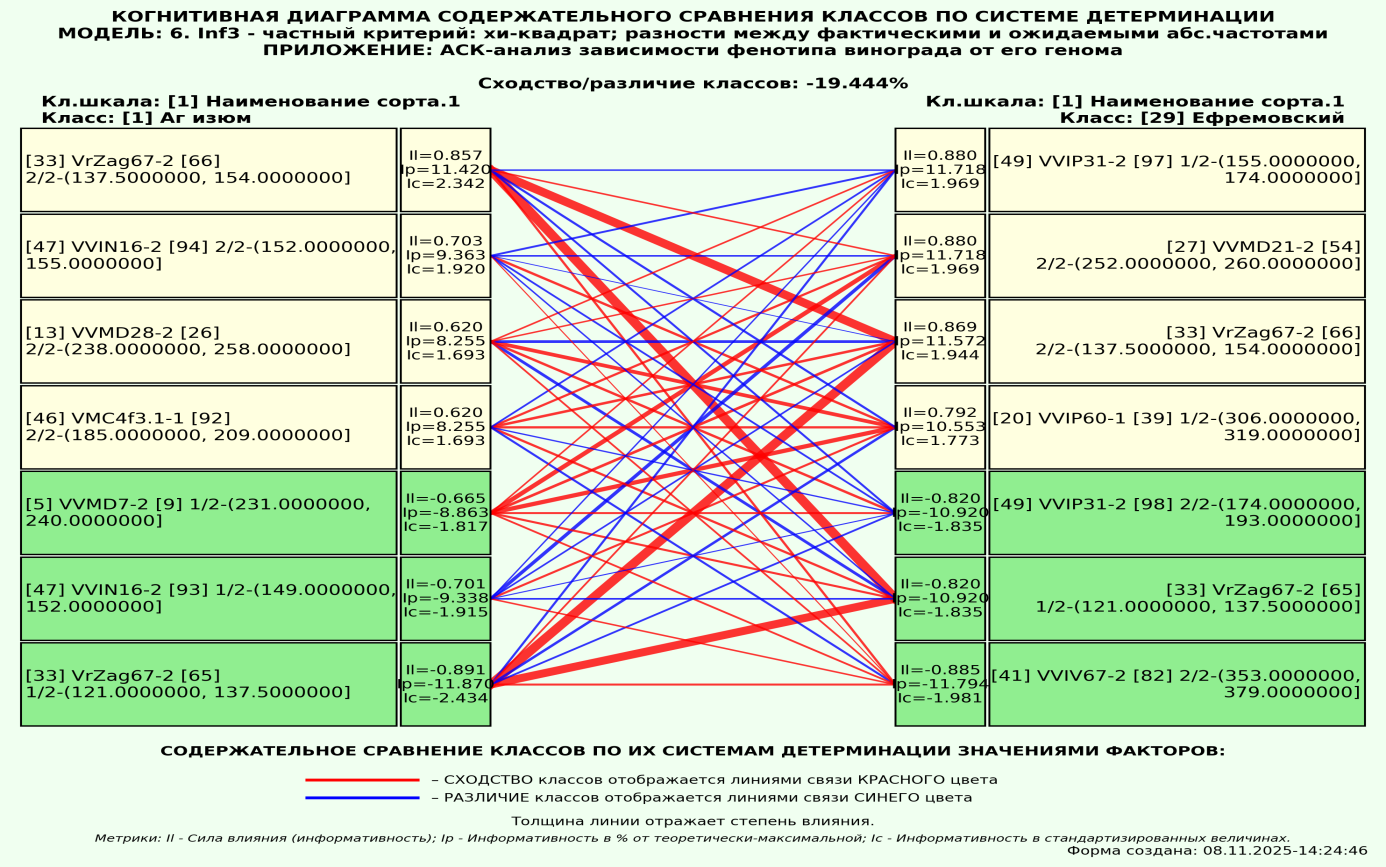 КОГНИТИВНАЯ ДИАГРАММА СОДЕРЖАТЕЛЬНОГО СРАВНЕНИЯ КЛАССОВ ПО СИСТЕМЕ ДЕТЕРМИНАЦИИ
МОДЕЛЬ: 6. Inf3 - частный критерий: хи-квадрат; разности между фактическими и ожидаемыми абс.частотами
ПРИЛОЖЕНИЕ: АСК-анализ зависимости фенотипа винограда от его генома
Сходство/различие классов: -19.444%
Кл.шкала: [1] Наименование сорта.1
Класс: [1] Аг изюм
Кл.шкала: [1] Наименование сорта.1
Класс: [29] Ефремовский
[33] VrZag67-2 [66]
2/2-(137.5000000, 154.0000000]
II=0.857
Ip=11.420
Ic=2.342
[47] VVIN16-2 [94] 2/2-(152.0000000,
155.0000000]
II=0.703
Ip=9.363
Ic=1.920
[13] VVMD28-2 [26]
2/2-(238.0000000, 258.0000000]
II=0.620
Ip=8.255
Ic=1.693
[46] VMC4f3.1-1 [92]
2/2-(185.0000000, 209.0000000]
II=0.620
Ip=8.255
Ic=1.693
[5] VVMD7-2 [9] 1/2-(231.0000000,
240.0000000]
II=-0.665
Ip=-8.863
Ic=-1.817
[47] VVIN16-2 [93] 1/2-(149.0000000,
152.0000000]
II=-0.701
Ip=-9.338
Ic=-1.915
[33] VrZag67-2 [65]
1/2-(121.0000000, 137.5000000]
II=-0.891
Ip=-11.870
Ic=-2.434
II=0.880
Ip=11.718
Ic=1.969
[49] VVIP31-2 [97] 1/2-(155.0000000,
174.0000000]
II=0.880
Ip=11.718
Ic=1.969
[27] VVMD21-2 [54]
2/2-(252.0000000, 260.0000000]
II=0.869
Ip=11.572
Ic=1.944
[33] VrZag67-2 [66]
2/2-(137.5000000, 154.0000000]
II=0.792
Ip=10.553
Ic=1.773
[20] VVIP60-1 [39] 1/2-(306.0000000,
319.0000000]
II=-0.820
Ip=-10.920
Ic=-1.835
[49] VVIP31-2 [98] 2/2-(174.0000000,
193.0000000]
II=-0.820
Ip=-10.920
Ic=-1.835
[33] VrZag67-2 [65]
1/2-(121.0000000, 137.5000000]
II=-0.885
Ip=-11.794
Ic=-1.981
[41] VVIV67-2 [82] 2/2-(353.0000000,
379.0000000]
СОДЕРЖАТЕЛЬНОЕ СРАВНЕНИЕ КЛАССОВ ПО ИХ СИСТЕМАМ ДЕТЕРМИНАЦИИ ЗНАЧЕНИЯМИ ФАКТОРОВ:
– СХОДСТВО классов отображается линиями связи КРАСНОГО цвета
– РАЗЛИЧИЕ классов отображается линиями связи СИНЕГО цвета
Толщина линии отражает степень влияния.
Метрики: II - Сила влияния (информативность); Ip - Информативность в % от теоретически-максимальной; Ic - Информативность в стандартизированных величинах.
Форма создана: 08.11.2025-14:24:46